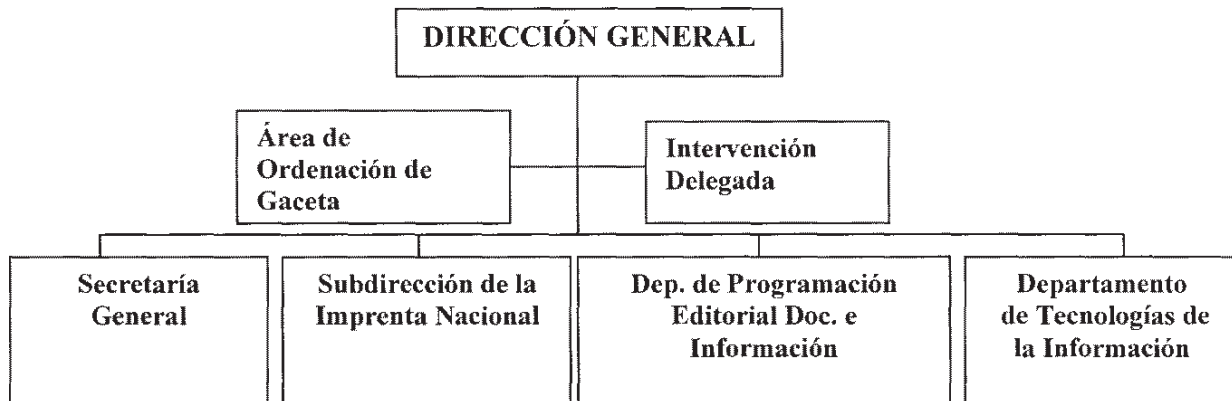 DIRECCIÓN GENERAL
Área de
Ordenación de
Gaceta
Intervención
Delegada
Secretaría
General
Subdirección de la
Imprenta Nacional
Dep. de Programación
Editorial Doc. e
Información
Departamento
de Tecnologías de
la Información